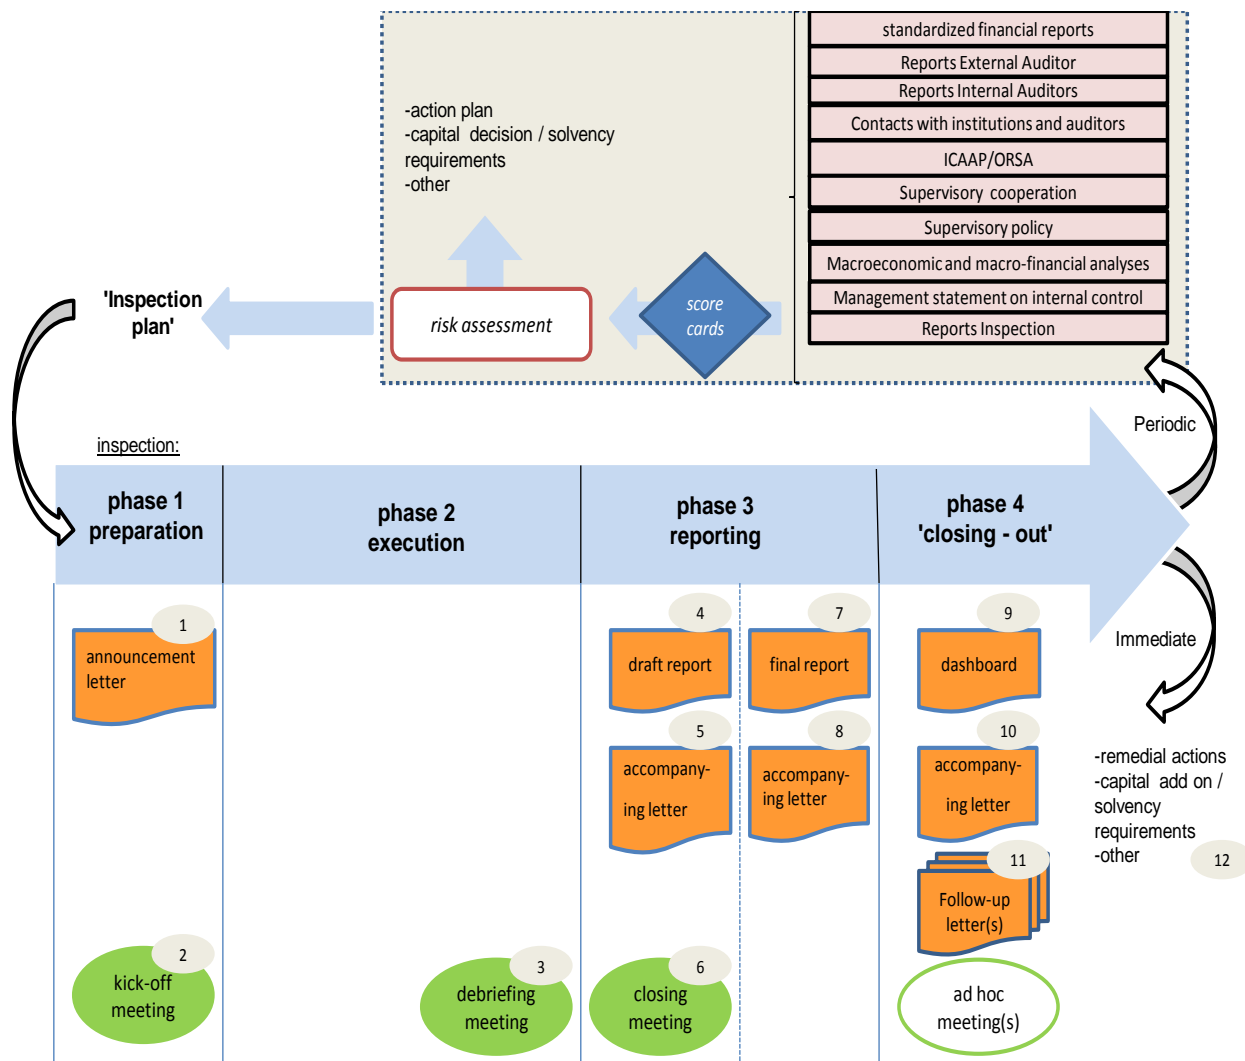 standardized financial reports
Reports External Auditor
Reports Internal Auditors
Contacts with institutions and auditors
ICAAP/ORSA
Supervisory cooperation
Supervisory policy
Macroeconomic and macro-financial analyses
Management statement on internal control
Reports Inspection
-action plan
-capital decision / solvency
requirements
-other
score
cards
risk assessment
'Inspection
plan'
Periodic
inspection:
phase 1
preparation
phase 2
execution
phase 3
reporting
phase 4
'closing - out'
Immediate
1
announcement
letter
4
draft report
7
final report
9
dashboard
5
accompany-
ing letter
8
accompany-
ing letter
10
accompany-
ing letter
-remedial actions
-capital add on /
solvency
requirements
-other
12
11
Follow-up
letter(s)
2
kick-off
meeting
3
debriefing
meeting
6
closing
meeting
ad hoc
meeting(s)